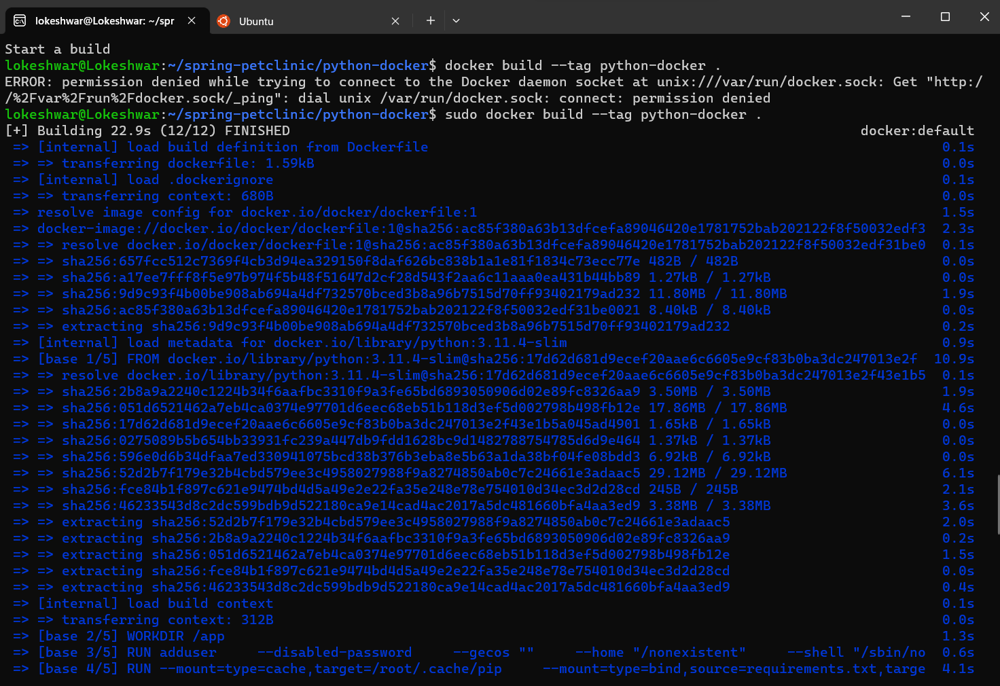 lokeshwar@Lokeshwar: ~/spr
Ubuntu
Start a build
lokeshwar@Lokeshwar:~/spring-petclinic/python-docker$ docker build --tag python-docker .
ERROR: permission denied while trying to connect to the Docker daemon socket at unix:///var/run/docker.sock: Get "http:/
/%2Fvar%2Frun%2Fdocker.sock/_ping": dial unix /var/run/docker.sock: connect: permission denied
lokeshwar@Lokeshwar:~/spring-petclinic/python-docker$ sudo docker build --tag python-docker .
[+] Building 22.9s (12/12) FINISHED docker:default
=> [internal] load build definition from Dockerfile 0.1s
=> => transferring dockerfile: 1.59kB 0.0s
=> [internal] load .dockerignore 0.1s
=> => transferring context: 680B 0.0s
=> resolve image config for docker.io/docker/dockerfile:1 1.5s
=> docker-image://docker.io/docker/dockerfile:1@sha256:ac85f380a63b13dfcefa89046420e1781752bab202122f8f50032edf3 2.3s
=> => resolve docker.io/docker/dockerfile:1@sha256:ac85f380a63b13dfcefa89046420e1781752bab202122f8f50032edf31be0 0.1s
=> => sha256:657fcc512c7369f4cb3d94ea329150f8daf626bc838b1a1e81f1834c73ecc77e 482B / 482B 0.0s
=> => sha256:a17ee7fff8f5e97b974f5b48f51647d2cf28d543f2aa6c11aaa0ea431b44bb89 1.27kB / 1.27kB 0.0s
=> => sha256:9d9c93f4b00be908ab694a4df732570bced3b8a96b7515d70ff93402179ad232 11.80MB / 11.80MB 1.9s
=> => sha256:ac85f380a63b13dfcefa89046420e1781752bab202122f8f50032edf31be0021 8.40kB / 8.40kB 0.0s
=> => extracting sha256:9d9c93f4b00be908ab694a4df732570bced3b8a96b7515d70ff93402179ad232 0.2s
=> [internal] load metadata for docker.io/library/python:3.11.4-slim 0.9s
=> [base 1/5] FROM docker.io/library/python:3.11.4-slim@sha256:17d62d681d9ecef20aae6c6605e9cf83b0ba3dc247013e2f 10.9s
=> => resolve docker.io/library/python:3.11.4-slim@sha256:17d62d681d9ecef20aae6c6605e9cf83b0ba3dc247013e2f43e1b5 0.1s
=> => sha256:2b8a9a2240c1224b34f6aafbc3310f9a3fe65bd6893050906d02e89fc8326aa9 3.50MB / 3.50MB 1.9s
=> => sha256:051d6521462a7eb4ca0374e97701d6eec68eb51b118d3ef5d002798b498fb12e 17.86MB / 17.86MB 4.6s
=> => sha256:17d62d681d9ecef20aae6c6605e9cf83b0ba3dc247013e2f43e1b5a045ad4901 1.65kB / 1.65kB 0.0s
=> => sha256:0275089b5b654bb33931fc239a447db9fdd1628bc9d1482788754785d6d9e464 1.37kB / 1.37kB 0.0s
=> => sha256:596e0d6b34dfaa7ed330941075bcd38b376b3eba8e5b63a1da38bf04fe08bdd3 6.92kB / 6.92kB 0.0s
=> => sha256:52d2b7f179e32b4cbd579ee3c4958027988f9a8274850ab0c7c24661e3adaac5 29.12MB / 29.12MB 6.1s
=> => sha256:fce84b1f897c621e9474bd4d5a49e2e22fa35e248e78e754010d34ec3d2d28cd 245B / 245B 2.1s
=> => sha256:46233543d8c2dc599bdb9d522180ca9e14cad4ac2017a5dc481660bfa4aa3ed9 3.38MB / 3.38MB 3.6s
=> => extracting sha256:52d2b7f179e32b4cbd579ee3c4958027988f9a8274850ab0c7c24661e3adaac5 2.0s
=> => extracting sha256:2b8a9a2240c1224b34f6aafbc3310f9a3fe65bd6893050906d02e89fc8326aa9 0.2s
=> => extracting sha256:051d6521462a7eb4ca0374e97701d6eec68eb51b118d3ef5d002798b498fb12e 1.5s
=> => extracting sha256:fce84b1f897c621e9474bd4d5a49e2e22fa35e248e78e754010d34ec3d2d28cd 0.0s
=> => extracting sha256:46233543d8c2dc599bdb9d522180ca9e14cad4ac2017a5dc481660bfa4aa3ed9 0.4s
=> [internal] load build context 0.1s
=> => transferring context: 312B 0.0s
=> [base 2/5] WORKDIR /app 1.3s
=> [base 3/5] RUN adduser     --disabled-password     --gecos ""     --home "/nonexistent"     --shell "/sbin/no 0.6s
=> [base 4/5] RUN --mount=type=cache,target=/root/.cache/pip     --mount=type=bind,source=requirements.txt,targe 4.1s